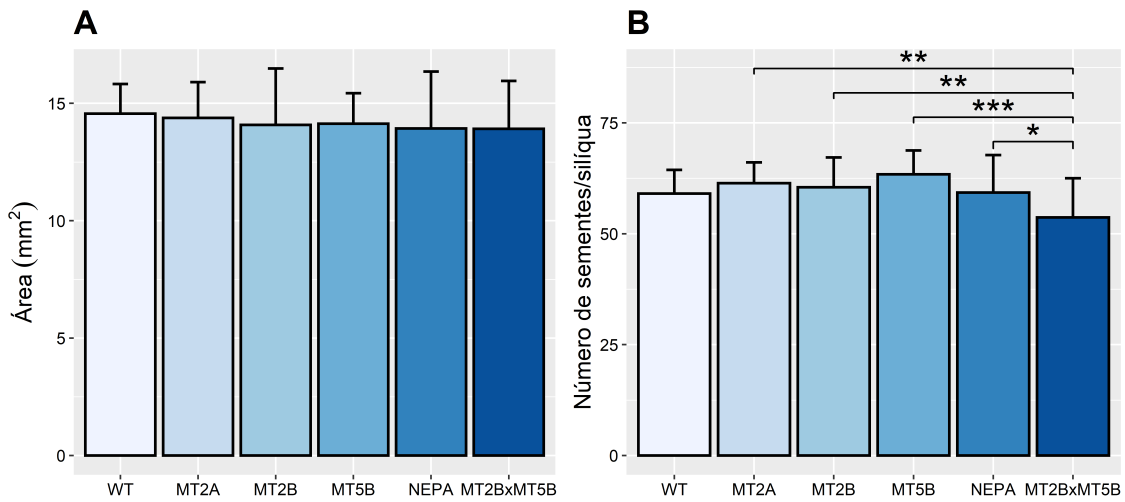 A
Área (mm²)
15
10
5
0
WT MT2A MT2B MT5B NEPA MT2BxMT5B
B
Número de sementes/silíqua
75
50
25
0
**
**
***
*
WT MT2A MT2B MT5B NEPA MT2BxMT5B